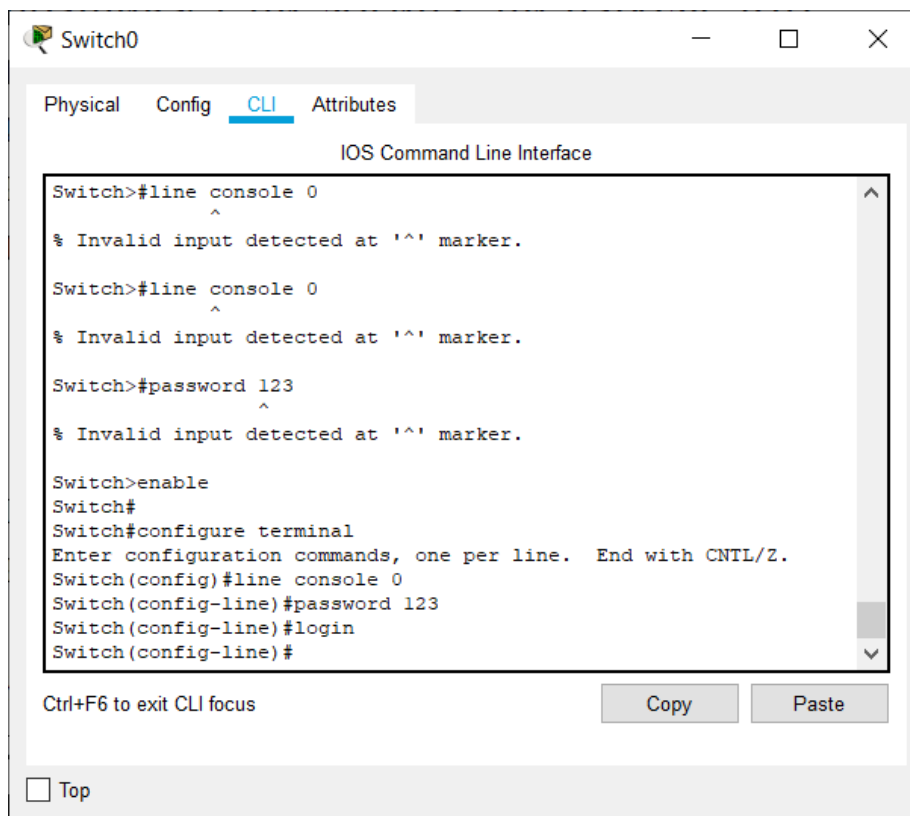 Switch0
Physical Config CLI Attributes
IOS Command Line Interface
Switch>#line console 0
^
% Invalid input detected at '^' marker.
Switch>#line console 0
^
% Invalid input detected at '^' marker.
Switch>#password 123
^
% Invalid input detected at '^' marker.
Switch>enable
Switch#
Switch#configure terminal
Enter configuration commands, one per line.  End with CNTL/Z.
Switch(config)#line console 0
Switch(config-line)#password 123
Switch(config-line)#login
Switch(config-line)#
Ctrl+F6 to exit CLI focus Copy Paste
Top